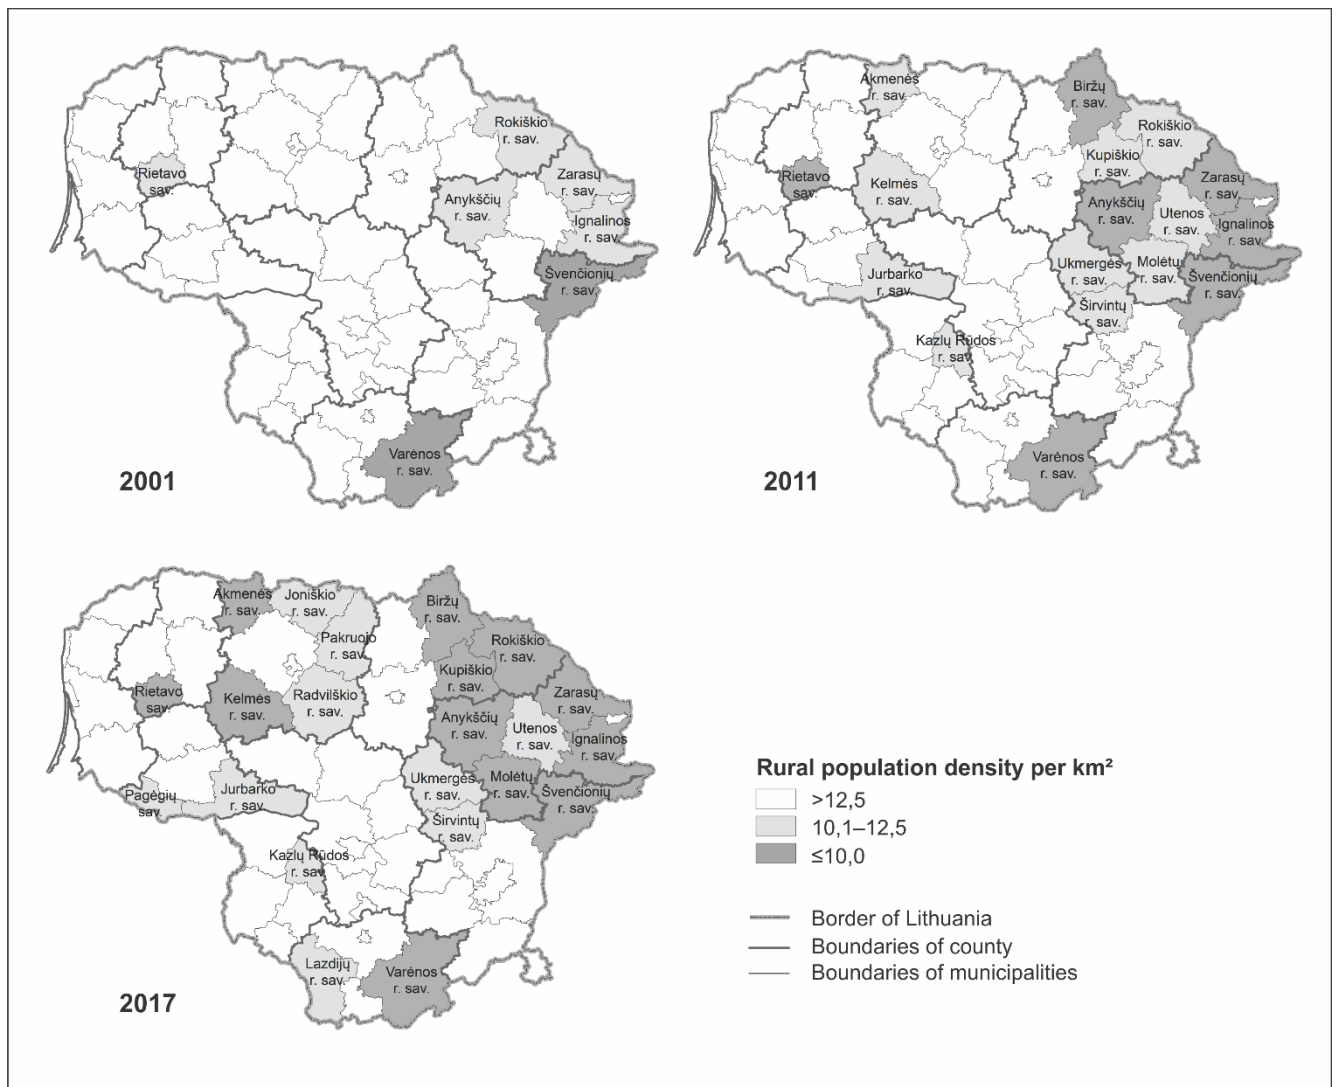 Rokiškio
r. sav.
Rietavo
sav.
Zarasų
r. sav.
Anykščių
r. sav.
Ignalinos
r. sav.
Švenčionių
r. sav.
Varėnos
r. sav.
2001
Akmenės
r. sav.
Biržų
r. sav.
Rokiškio
r. sav.
Kupiškio
r. sav.
Rietavo
sav.
Kelmės
r. sav.
Zarasų
r. sav.
Anykščių
r. sav.
Utenos
r. sav.
Ignalinos
r. sav.
Ukmergės
r. sav.
Molėtų
r. sav.
Švenčionių
r. sav.
Jurbarko
r. sav.
Širvintų
r. sav.
Kazlų Rūdos
r. sav.
Varėnos
r. sav.
2011
Akmenės
r. sav.
Joniškio
r. sav.
Biržų
r. sav.
Pakruojo
r. sav.
Rokiškio
r. sav.
Kupiškio
r. sav.
Rietavo
sav.
Kelmės
r. sav.
Radvilškio
r. sav.
Zarasų
r. sav.
Anykščių
r. sav.
Utenos
r. sav.
Ignalinos
r. sav.
Ukmergės
r. sav.
Molėtų
r. sav.
Švenčionių
r. sav.
Pagėgių
sav.
Jurbarko
r. sav.
Širvintų
r. sav.
Kazlų Rūdos
r. sav.
Lazdijų
r. sav.
Varėnos
r. sav.
2017
Rural population density per km²
>12,5
10,1–12,5
≤10,0
Border of Lithuania
Boundaries of county
Boundaries of municipalities